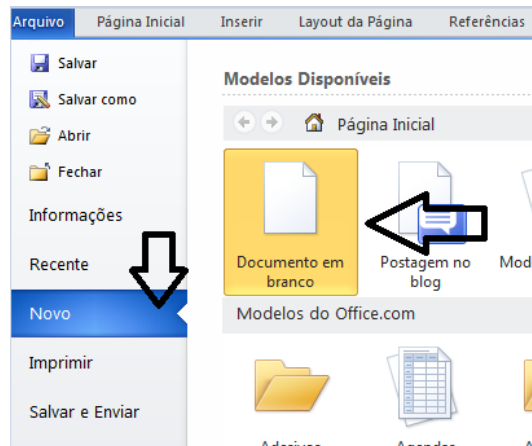 Arquivo Página Inicial Inserir Layout da Página Referências
Salvar
Salvar como
Abrir
Fechar
Informações
Recente
Novo
Imprimir
Salvar e Enviar
Modelos Disponíveis
Página Inicial
Documento em branco
Postagem no blog
Modelos do Office.com